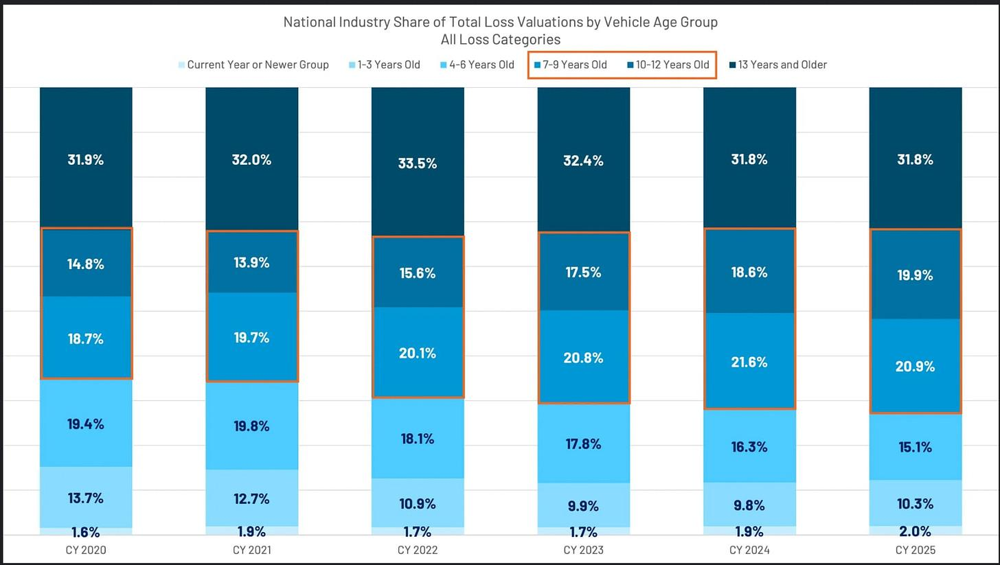 National Industry Share of Total Loss Valuations by Vehicle Age Group
All Loss Categories
Current Year or Newer Group 1-3 Years Old 4-6 Years Old 7-9 Years Old 10-12 Years Old 13 Years and Older
31.9% 32.0% 33.5% 32.4% 31.8% 31.8%
14.8% 13.9% 15.6% 17.5% 18.6% 19.9%
18.7% 19.7% 20.1% 20.8% 21.6% 20.9%
19.4% 19.8% 18.1% 17.8% 16.3% 15.1%
13.7% 12.7% 10.9% 9.9% 9.8% 10.3%
1.6% 1.9% 1.7% 1.7% 1.9% 2.0%
CY 2020 CY 2021 CY 2022 CY 2023 CY 2024 CY 2025